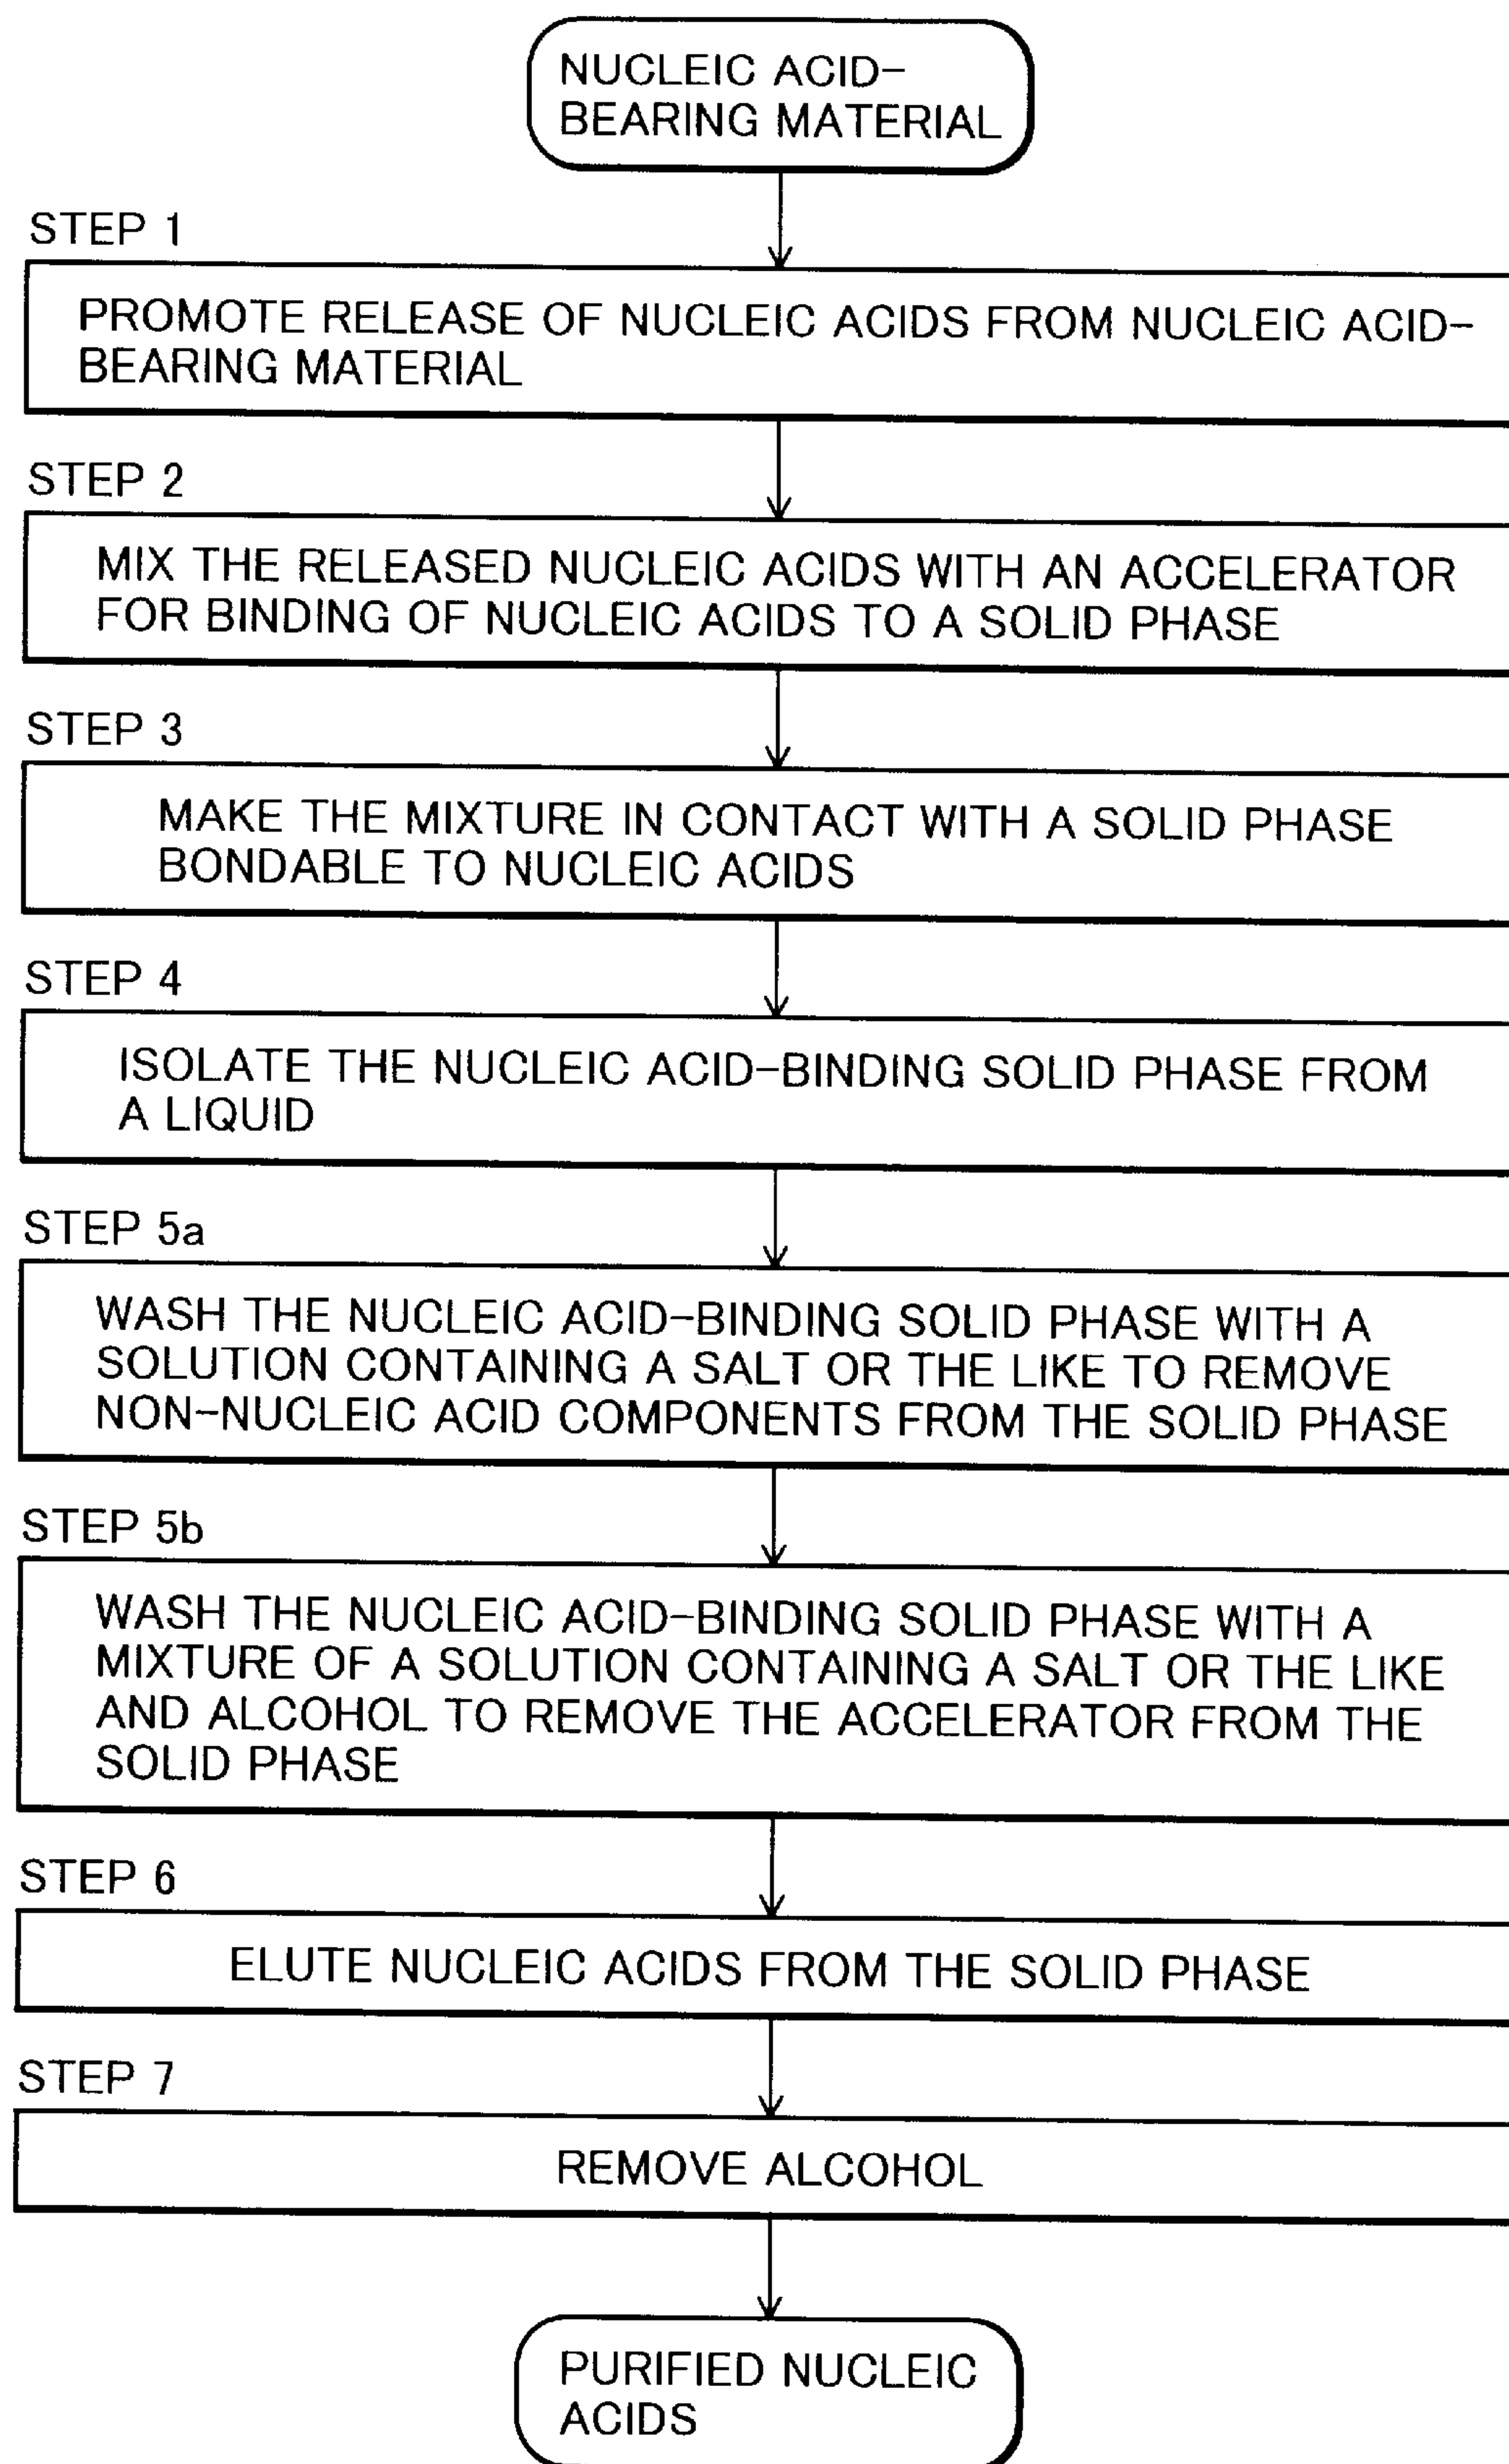 NUCLEIC ACID-
BEARING MATERIAL
STEP 1
PROMOTE RELEASE OF NUCLEIC ACIDS FROM NUCLEIC ACID-
BEARING MATERIAL
STEP 2
MIX THE RELEASED NUCLEIC ACIDS WITH AN ACCELERATOR
FOR BINDING OF NUCLEIC ACIDS TO A SOLID PHASE
STEP 3
MAKE THE MIXTURE IN CONTACT WITH A SOLID PHASE
BONDABLE TO NUCLEIC ACIDS
STEP 4
ISOLATE THE NUCLEIC ACID-BINDING SOLID PHASE FROM
A LIQUID
STEP 5a
WASH THE NUCLEIC ACID-BINDING SOLID PHASE WITH A
SOLUTION CONTAINING A SALT OR THE LIKE TO REMOVE
NON-NUCLEIC ACID COMPONENTS FROM THE SOLID PHASE
STEP 5b
WASH THE NUCLEIC ACID-BINDING SOLID PHASE WITH A
MIXTURE OF A SOLUTION CONTAINING A SALT OR THE LIKE
AND ALCOHOL TO REMOVE THE ACCELERATOR FROM THE
SOLID PHASE
STEP 6
ELUTE NUCLEIC ACIDS FROM THE SOLID PHASE
STEP 7
REMOVE ALCOHOL
PURIFIED NUCLEIC
ACIDS